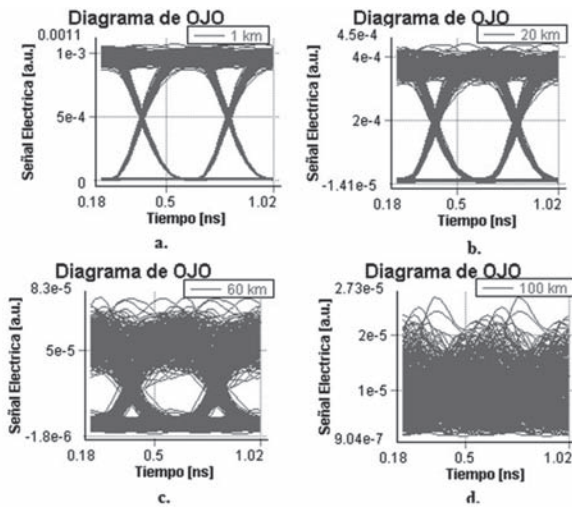 Diagrama de OJO
1 km
0.0011
1e-3
5e-4
0
Señal Electrica [a.u.]
0.18
0.5
1.02
Tiempo [ns]
a.
Diagrama de OJO
20 km
4.5e-4
4e-4
2e-4
-1.41e-5
Señal Electrica [a.u.]
0.18
0.5
1.02
Tiempo [ns]
b.
Diagrama de OJO
60 km
8.3e-5
5e-5
-1.8e-6
Señal Electrica [a.u.]
0.18
0.5
1.02
Tiempo [ns]
c.
Diagrama de OJO
100 km
2.73e-5
2e-5
1e-5
9.04e-7
Señal Electrica [a.u.]
0.18
0.5
1.02
Tiempo [ns]
d.